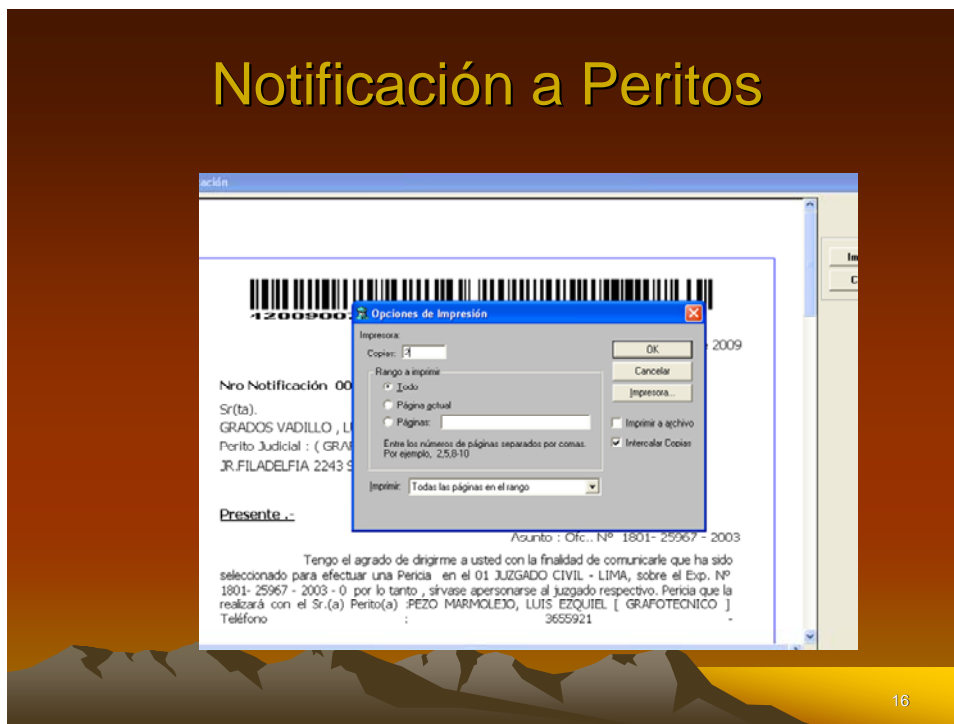 Notificación a Peritos
ación
Im
C
4200900
2009
Opciones de Impresión
Impresora:
Copias: 2
OK
Rango a imprimir
Cancelar
Todo
Impresora...
Página actual
Páginas:
Imprimir a archivo
Entre los números de páginas separados por comas.
Intercalar Copias
Por ejemplo, 2,5,8-10
Imprimir: Todas las páginas en el rango
Nro Notificación 00
Sr(ta).
GRADOS VADILLO , L
Perito Judicial : ( GRA
JR.FILADELFIA 2243 S
Presente .-
Asunto : Ofc.. Nº 1801- 25967 - 2003
Tengo el agrado de dirigirme a usted con la finalidad de comunicarle que ha sido
seleccionado para efectuar una Pericia en el 01 JUZGADO CIVIL - LIMA, sobre el Exp. Nº
1801- 25967 - 2003 - 0 por lo tanto , sírvase apersonarse al juzgado respectivo. Pericia que la
realizará con el Sr.(a) Perito(a) :PEZO MARMOLEJO, LUIS EZQUIEL [ GRAFOTECNICO ]
Teléfono : 3655921 -
16